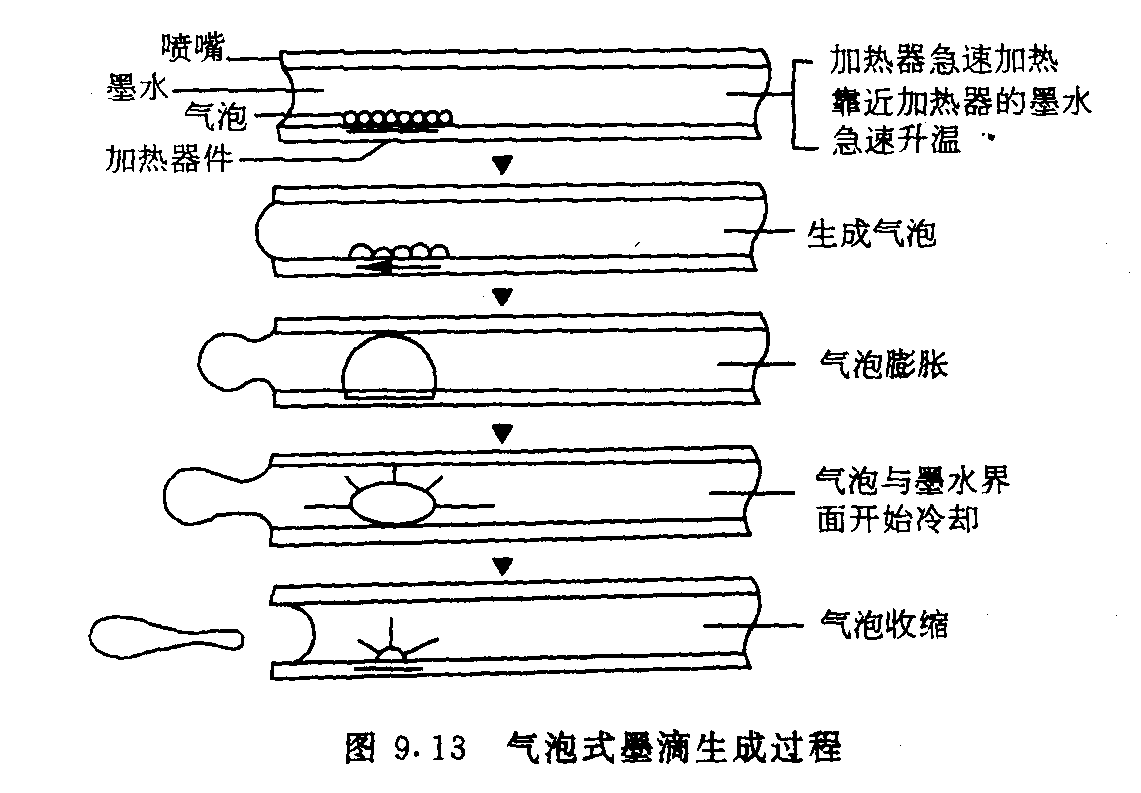 喷嘴
墨水
气泡
加热器件
加热器急速加热
靠近加热器的墨水
急速升温
生成气泡
气泡膨胀
气泡与墨水界
面开始冷却
气泡收缩
图 9.13 气泡式墨滴生成过程